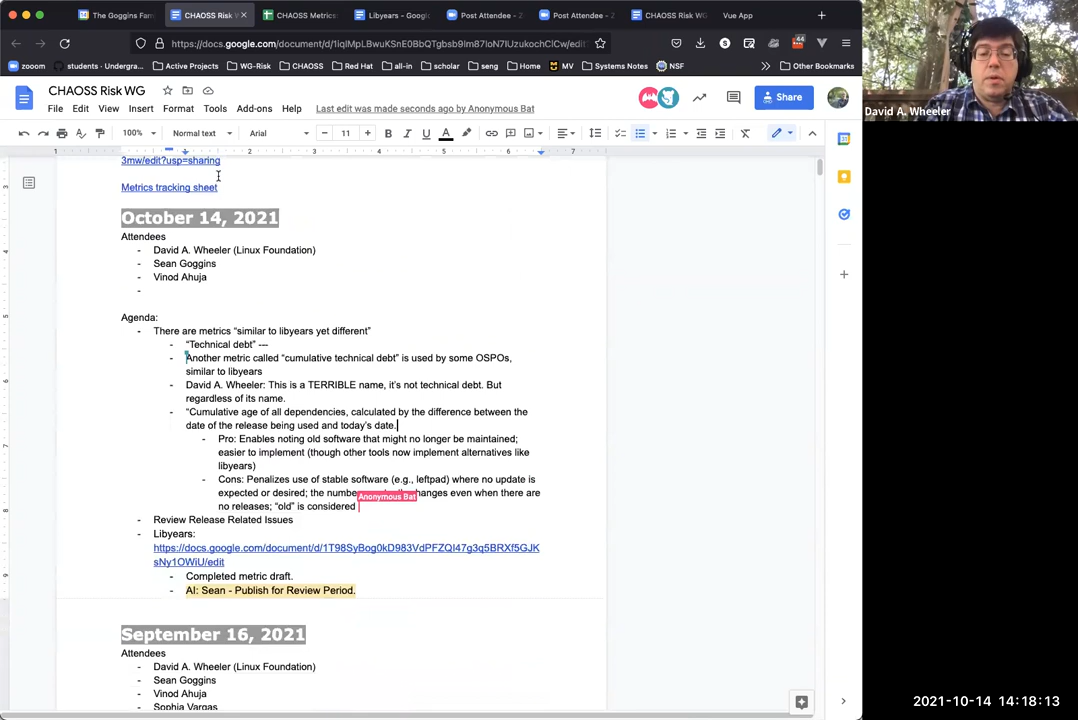 The Goggins Fam
CHAOSS Risk W
CHAOSS Metrics
Libyears - Goog
Post Attendee - Z
Post Attendee - Z
CHAOSS Risk WG
Vue App
https://docs.google.com/document/d/
zooom
students - Undergra...
Active Projects
WG-Risk
CHAOSS
Red Hat
all-in
scholar
seng
Home
MV
Systems Notes
NSF
Other Bookmarks
CHAOSS Risk WG
File Edit View Insert Format Tools Add-ons Help
Last edit was made seconds ago by Anonymous Bat
Share
100%
Normal text
Arial
11
3mw/edit?usp=sharing
Metrics tracking sheet
October 14, 2021
Attendees
- David A. Wheeler (Linux Foundation)
- Sean Goggins
- Vinod Ahuja
-
Agenda:
- There are metrics “similar to libyears yet different”
- “Technical debt” ---
- Another metric called “cumulative technical debt” is used by some OSPOs,
similar to libyears
- David A. Wheeler: This is a TERRIBLE name, it’s not technical debt. But
regardless of its name.
- “Cumulative age of all dependencies, calculated by the difference between the
date of the release being used and today’s date.
- Pro: Enables noting old software that might no longer be maintained;
easier to implement (though other tools now implement alternatives like
libyears)
- Cons: Penalizes use of stable software (e.g., leftpad) where no update is
expected or desired; the numbe
hanges even when there are
Anonymous Bat
no releases; “old” is considered
- Review Release Related Issues
- Libyears:
https://docs.google.com/document/d/1T98SyBog0kD983VdPFZQI47g3q5BRXf5GJK
sNy1OWiU/edit
- Completed metric draft.
- AI: Sean - Publish for Review Period.
September 16, 2021
Attendees
- David A. Wheeler (Linux Foundation)
- Sean Goggins
- Vinod Ahuja
- Sophia Vargas
David A. Wheeler
2021-10-14 14:18:13